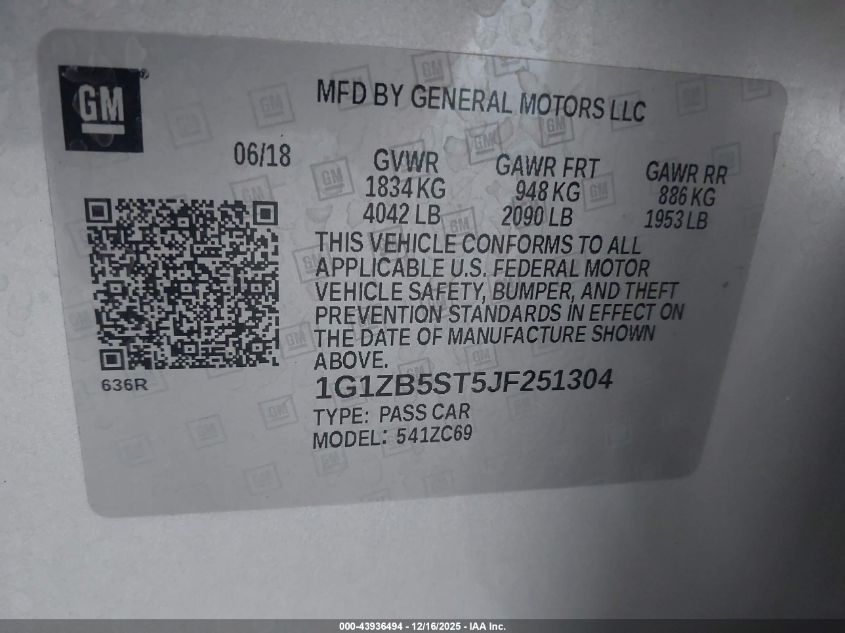 GM
MFD BY GENERAL MOTORS LLC
06/18
GVWR GAWR FRT GAWR RR
1834 KG 948 KG 886 KG
4042 LB 2090 LB 1953 LB
THIS VEHICLE CONFORMS TO ALL
APPLICABLE U.S. FEDERAL MOTOR
VEHICLE SAFETY, BUMPER, AND THEFT
PREVENTION STANDARDS IN EFFECT ON
THE DATE OF MANUFACTURE SHOWN
ABOVE.
636R
1G1ZB5ST5JF251304
TYPE: PASS CAR
MODEL: 541ZC69
000-43936494 - 12/16/2025 - IAA Inc.